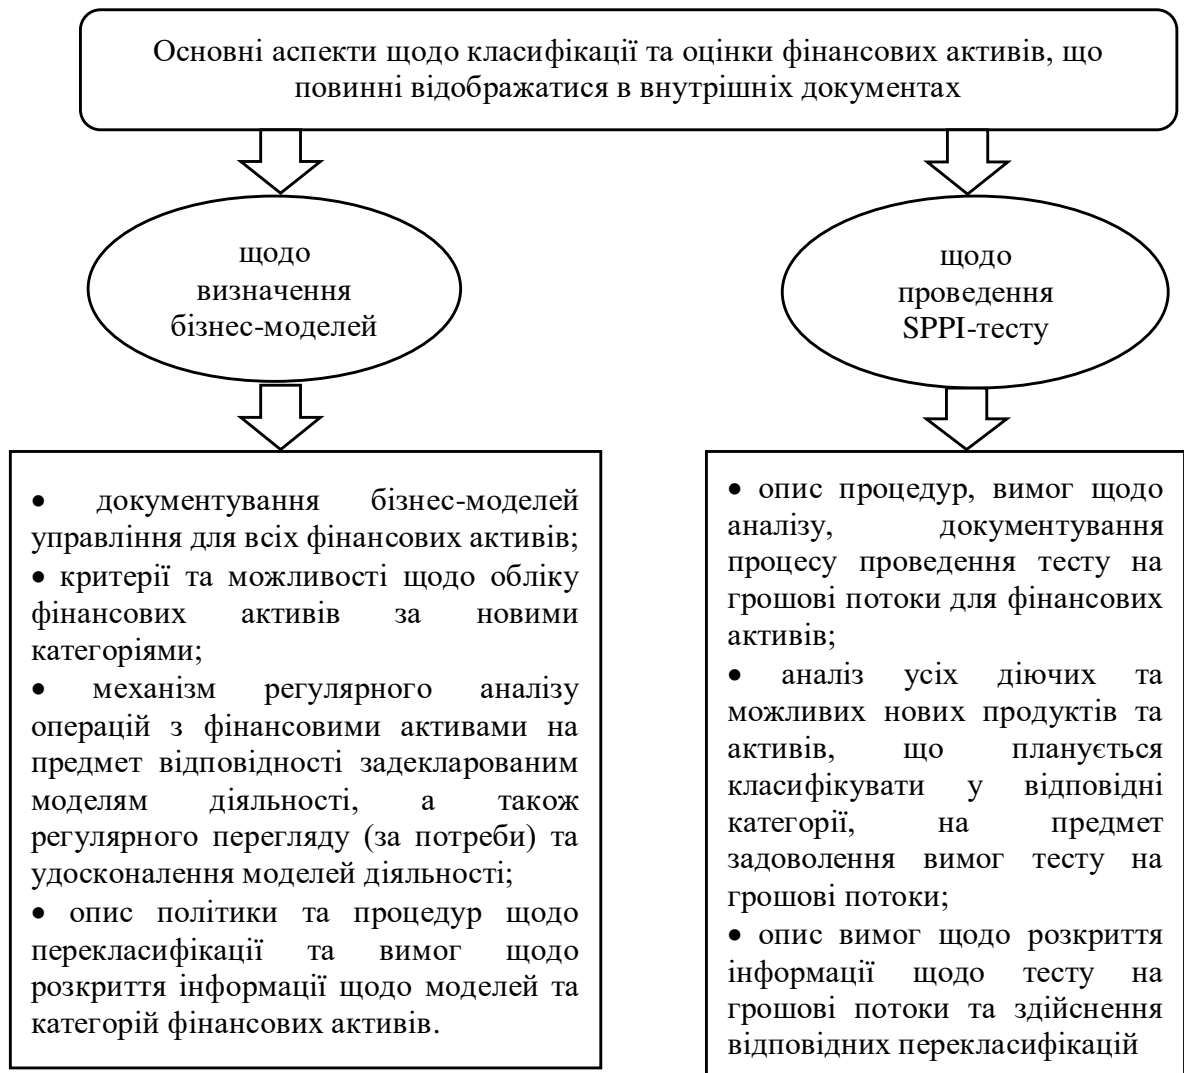 Основні аспекти щодо класифікації та оцінки фінансових активів, що
повинні відображатися в внутрішніх документах
щодо
визначення
бізнес-моделей
щодо
проведення
SPPI-тесту
• документування бізнес-моделей
управління для всіх фінансових активів;
• критерії та можливості щодо обліку
фінансових активів за новими
категоріями;
• механізм регулярного аналізу
операцій з фінансовими активами на
предмет відповідності задекларованим
моделям діяльності, а також
регулярного перегляду (за потреби) та
удосконалення моделей діяльності;
• опис політики та процедур щодо
перекласифікації та вимог щодо
розкриття інформації щодо моделей та
категорій фінансових активів.
• опис процедур, вимог щодо
аналізу, документування
процесу проведення тесту на
грошові потоки для фінансових
активів;
• аналіз усіх діючих та
можливих нових продуктів та
активів, що планується
класифікувати у відповідні
категорії, на предмет
задоволення вимог тесту на
грошові потоки;
• опис вимог щодо розкриття
інформації щодо тесту на
грошові потоки та здійснення
відповідних перекласифікацій